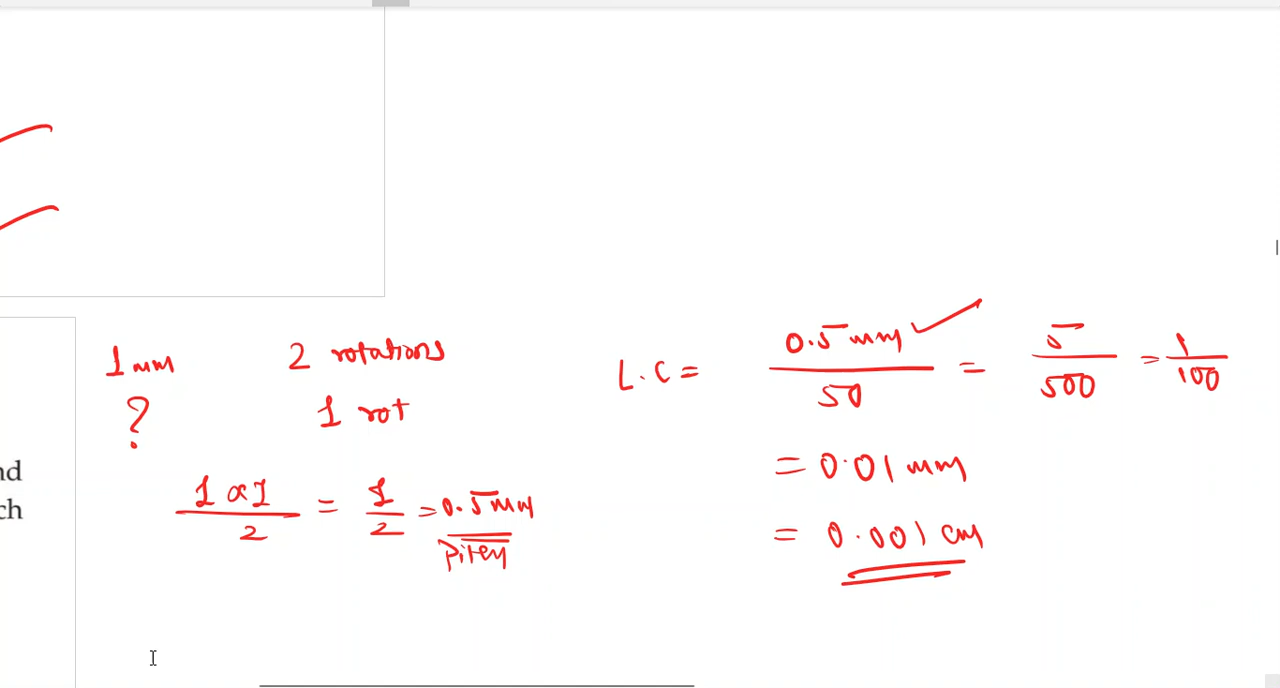 1 mm 2 rotations
? 1 rot
1 × 1 / 2 = 1/2 = 0.5 mm
L.C = 0.5 mm / 50 = 5/500 = 1/100
= 0.01 mm
= 0.001 cm
nd
ch